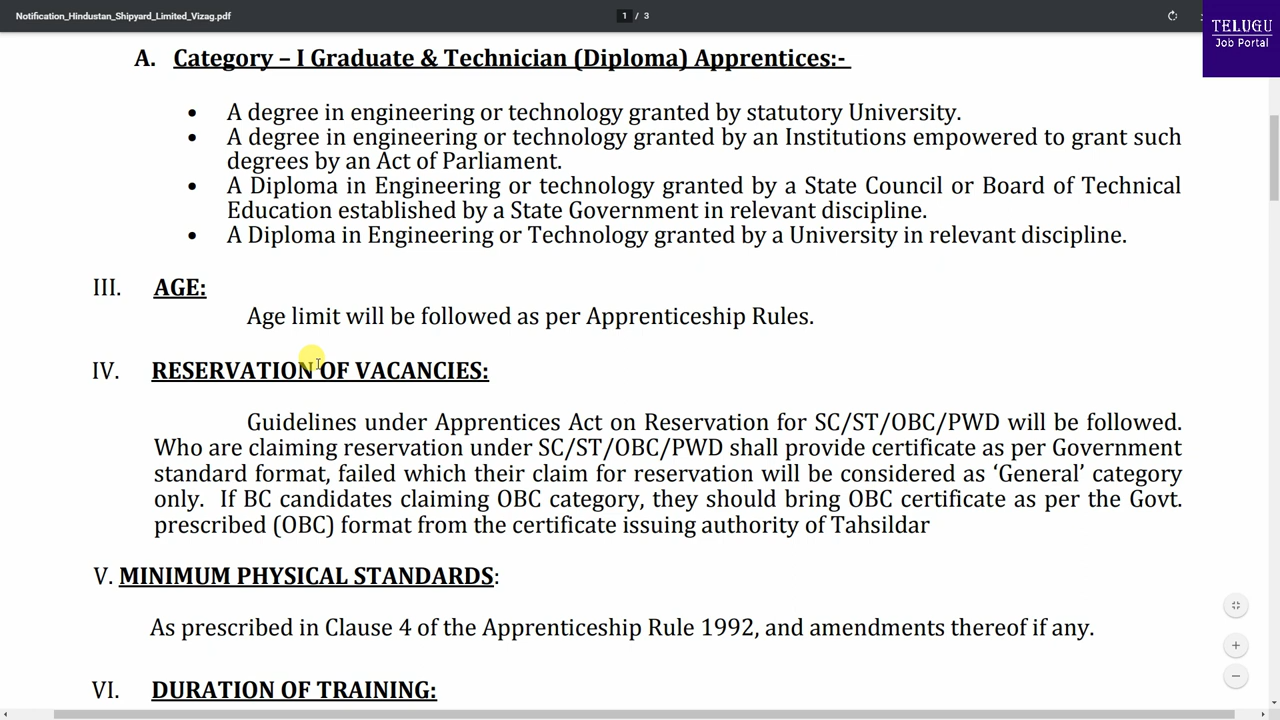 Notification_Hindustan_Shipyard_Limited_Vizag.pdf
1 / 3
TELUGU
Job Portal
A. Category – I Graduate & Technician (Diploma) Apprentices:-
• A degree in engineering or technology granted by statutory University.
• A degree in engineering or technology granted by an Institutions empowered to grant such
degrees by an Act of Parliament.
• A Diploma in Engineering or technology granted by a State Council or Board of Technical
Education established by a State Government in relevant discipline.
• A Diploma in Engineering or Technology granted by a University in relevant discipline.
III. AGE:
Age limit will be followed as per Apprenticeship Rules.
IV. RESERVATION OF VACANCIES:
Guidelines under Apprentices Act on Reservation for SC/ST/OBC/PWD will be followed.
Who are claiming reservation under SC/ST/OBC/PWD shall provide certificate as per Government
standard format, failed which their claim for reservation will be considered as ‘General’ category
only. If BC candidates claiming OBC category, they should bring OBC certificate as per the Govt.
prescribed (OBC) format from the certificate issuing authority of Tahsildar
V. MINIMUM PHYSICAL STANDARDS:
As prescribed in Clause 4 of the Apprenticeship Rule 1992, and amendments thereof if any.
VI. DURATION OF TRAINING: